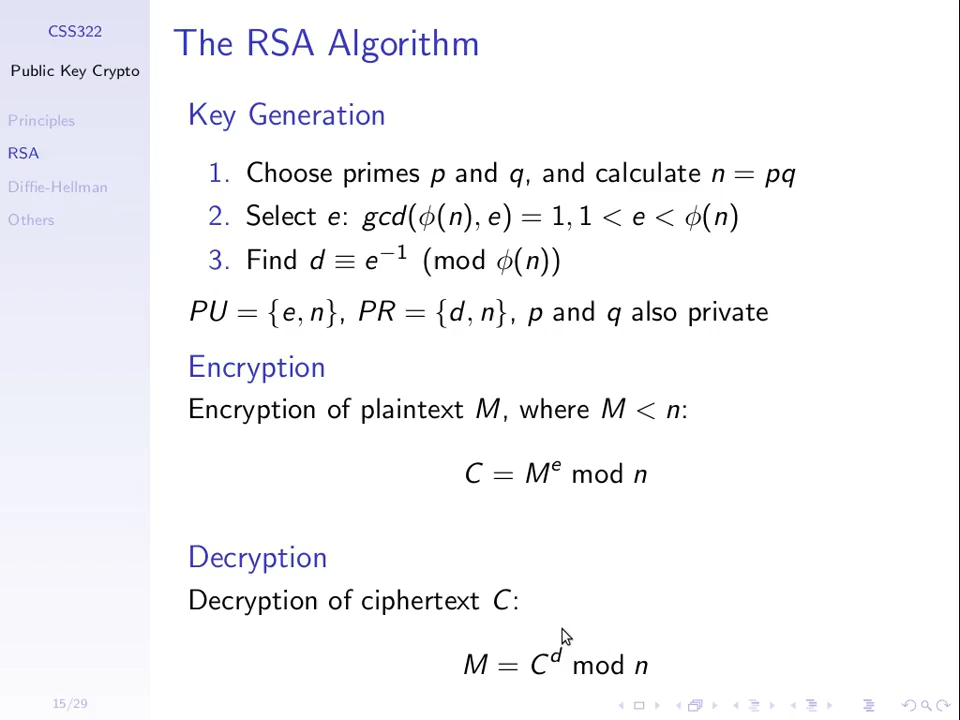 CSS322
Public Key Crypto
Principles
RSA
Diffie-Hellman
Others
The RSA Algorithm
Key Generation
1. Choose primes p and q, and calculate n = pq
2. Select e: gcd(ϕ(n), e) = 1, 1 < e < ϕ(n)
3. Find d ≡ e⁻¹ (mod ϕ(n))
PU = {e, n}, PR = {d, n}, p and q also private
Encryption
Encryption of plaintext M, where M < n:
C = Mᵉ mod n
Decryption
Decryption of ciphertext C:
M = Cᵈ mod n
15/29